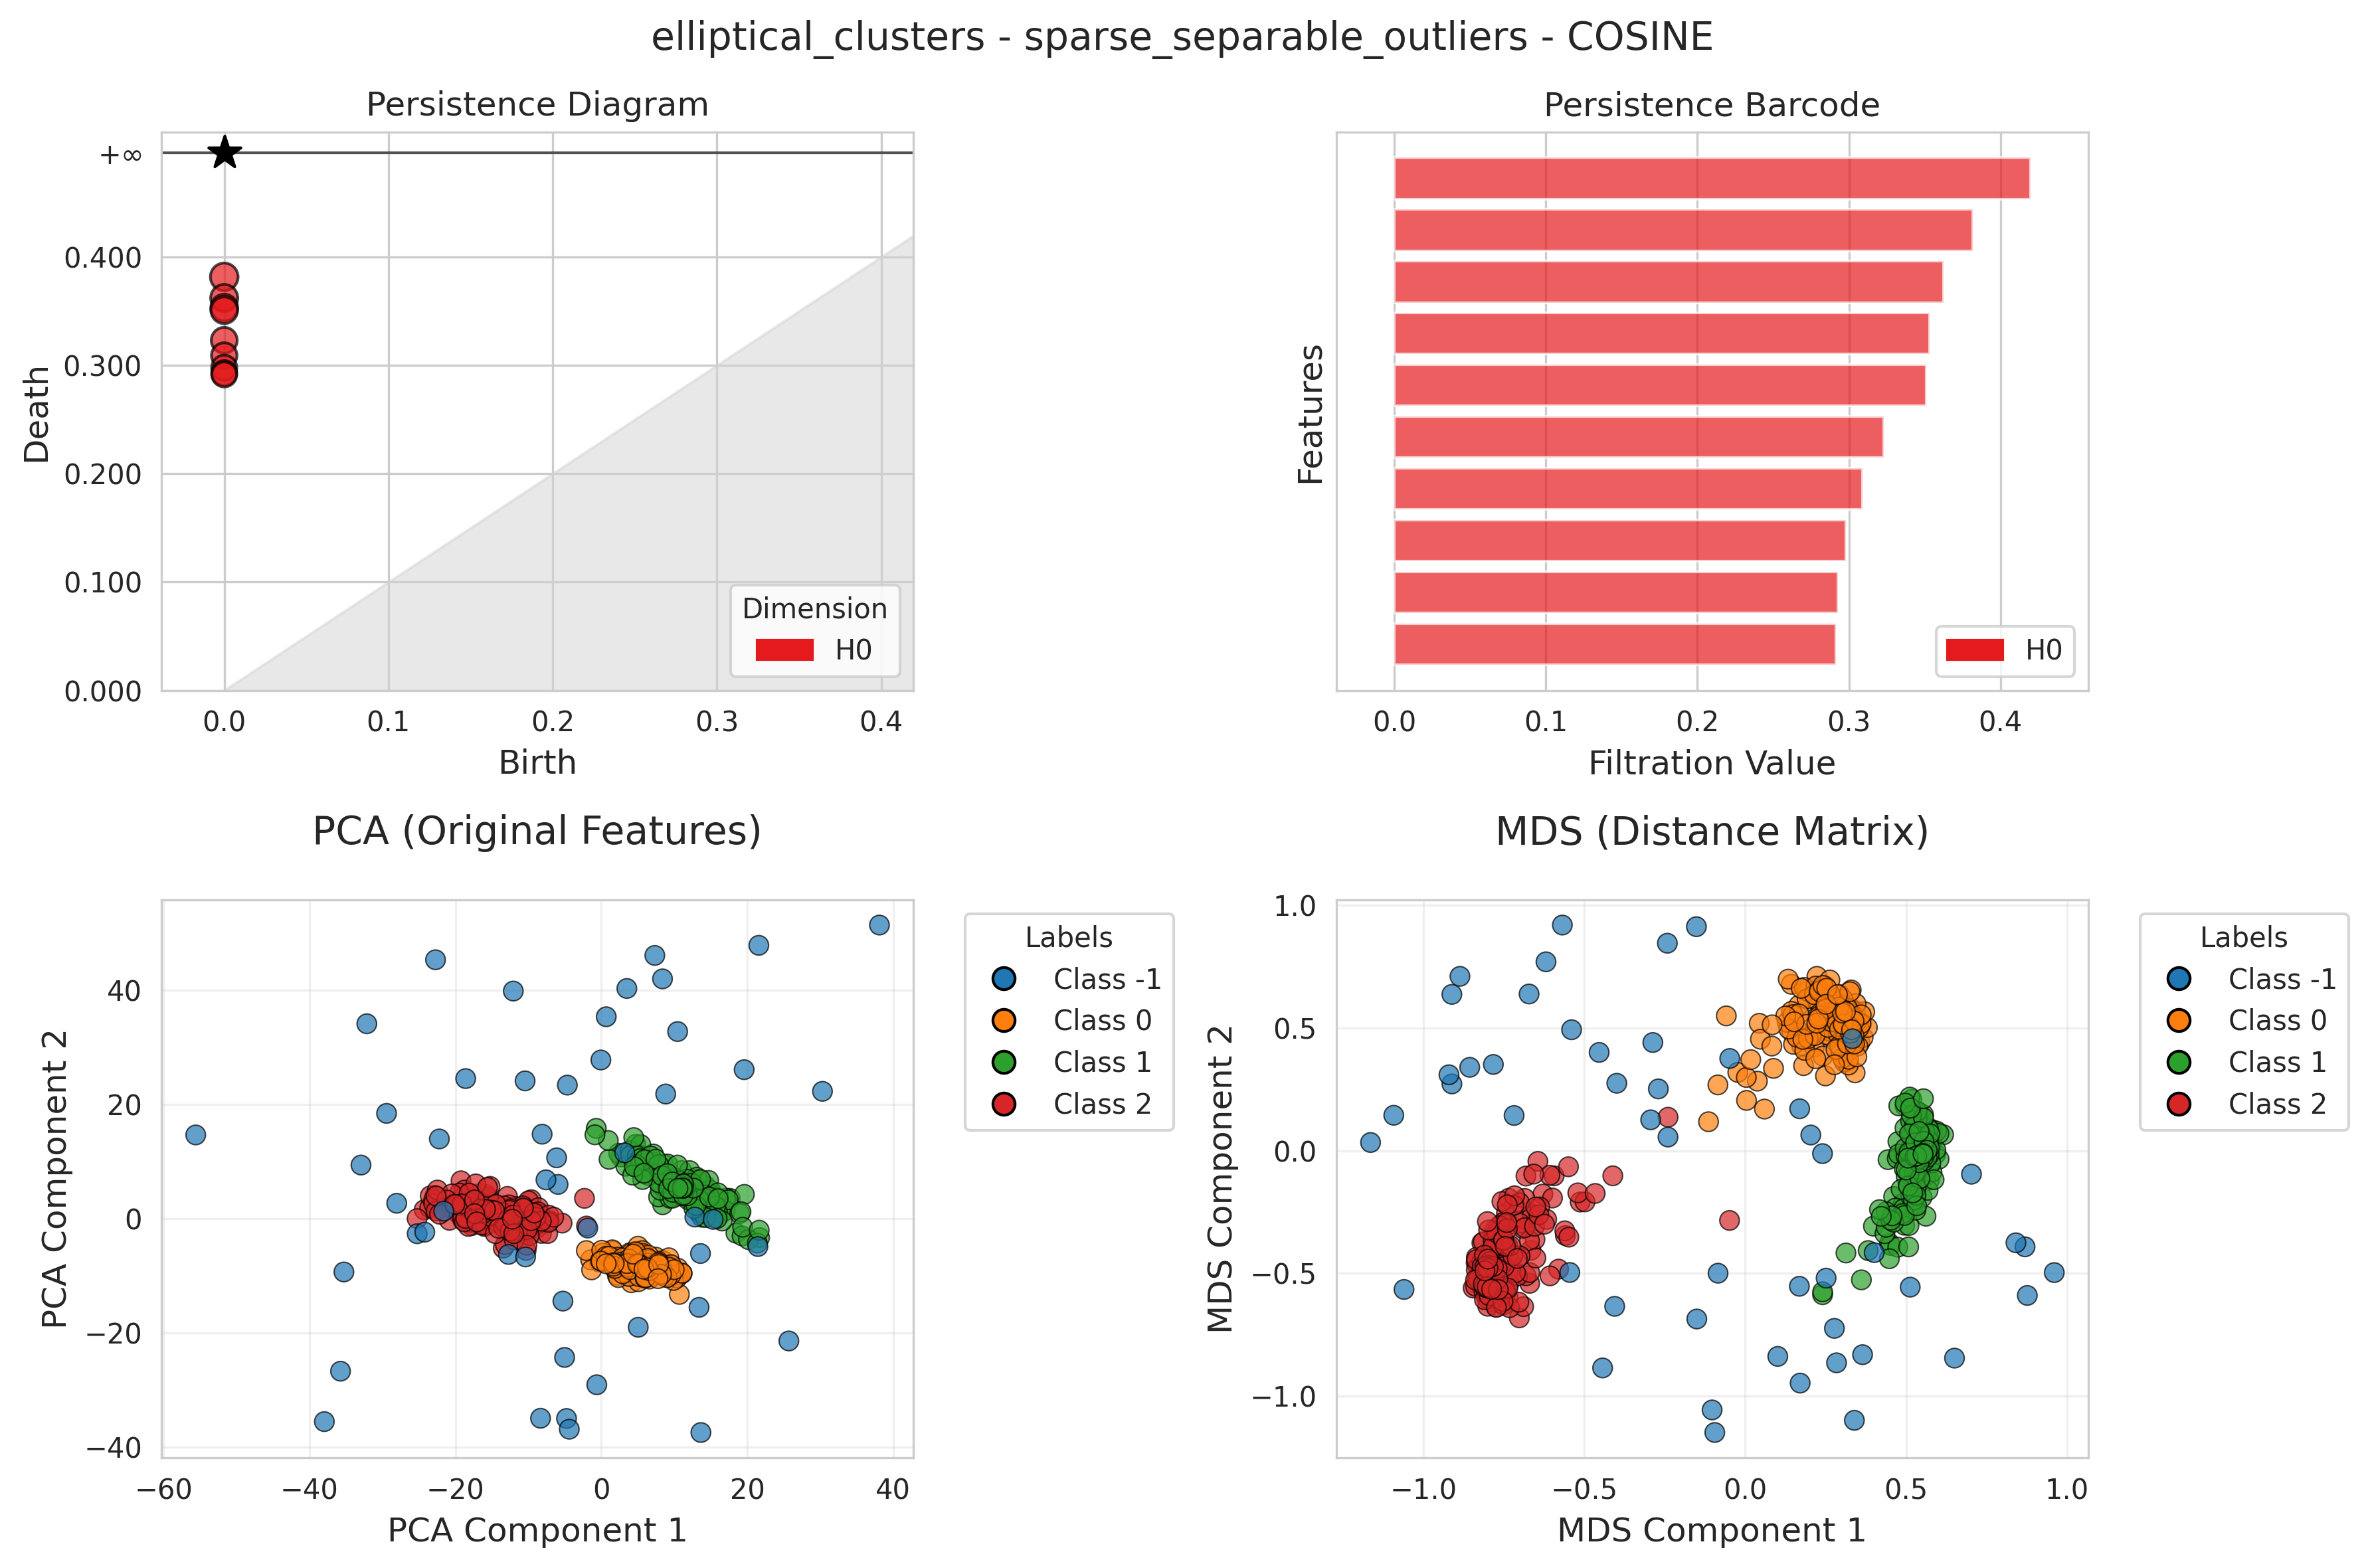 elliptical_clusters - sparse_separable_outliers - COSINE
Persistence Diagram
+∞
0.400
0.300
0.200
0.100
0.000
Death
0.0 0.1 0.2 0.3 0.4
Birth
Dimension
H0
Persistence Barcode
Features
0.0 0.1 0.2 0.3 0.4
Filtration Value
H0
PCA (Original Features)
40
20
0
−20
−40
PCA Component 2
−60 −40 −20 0 20 40
PCA Component 1
Labels
Class -1
Class 0
Class 1
Class 2
MDS (Distance Matrix)
1.0
0.5
0.0
−0.5
−1.0
MDS Component 2
−1.0 −0.5 0.0 0.5 1.0
MDS Component 1
Labels
Class -1
Class 0
Class 1
Class 2